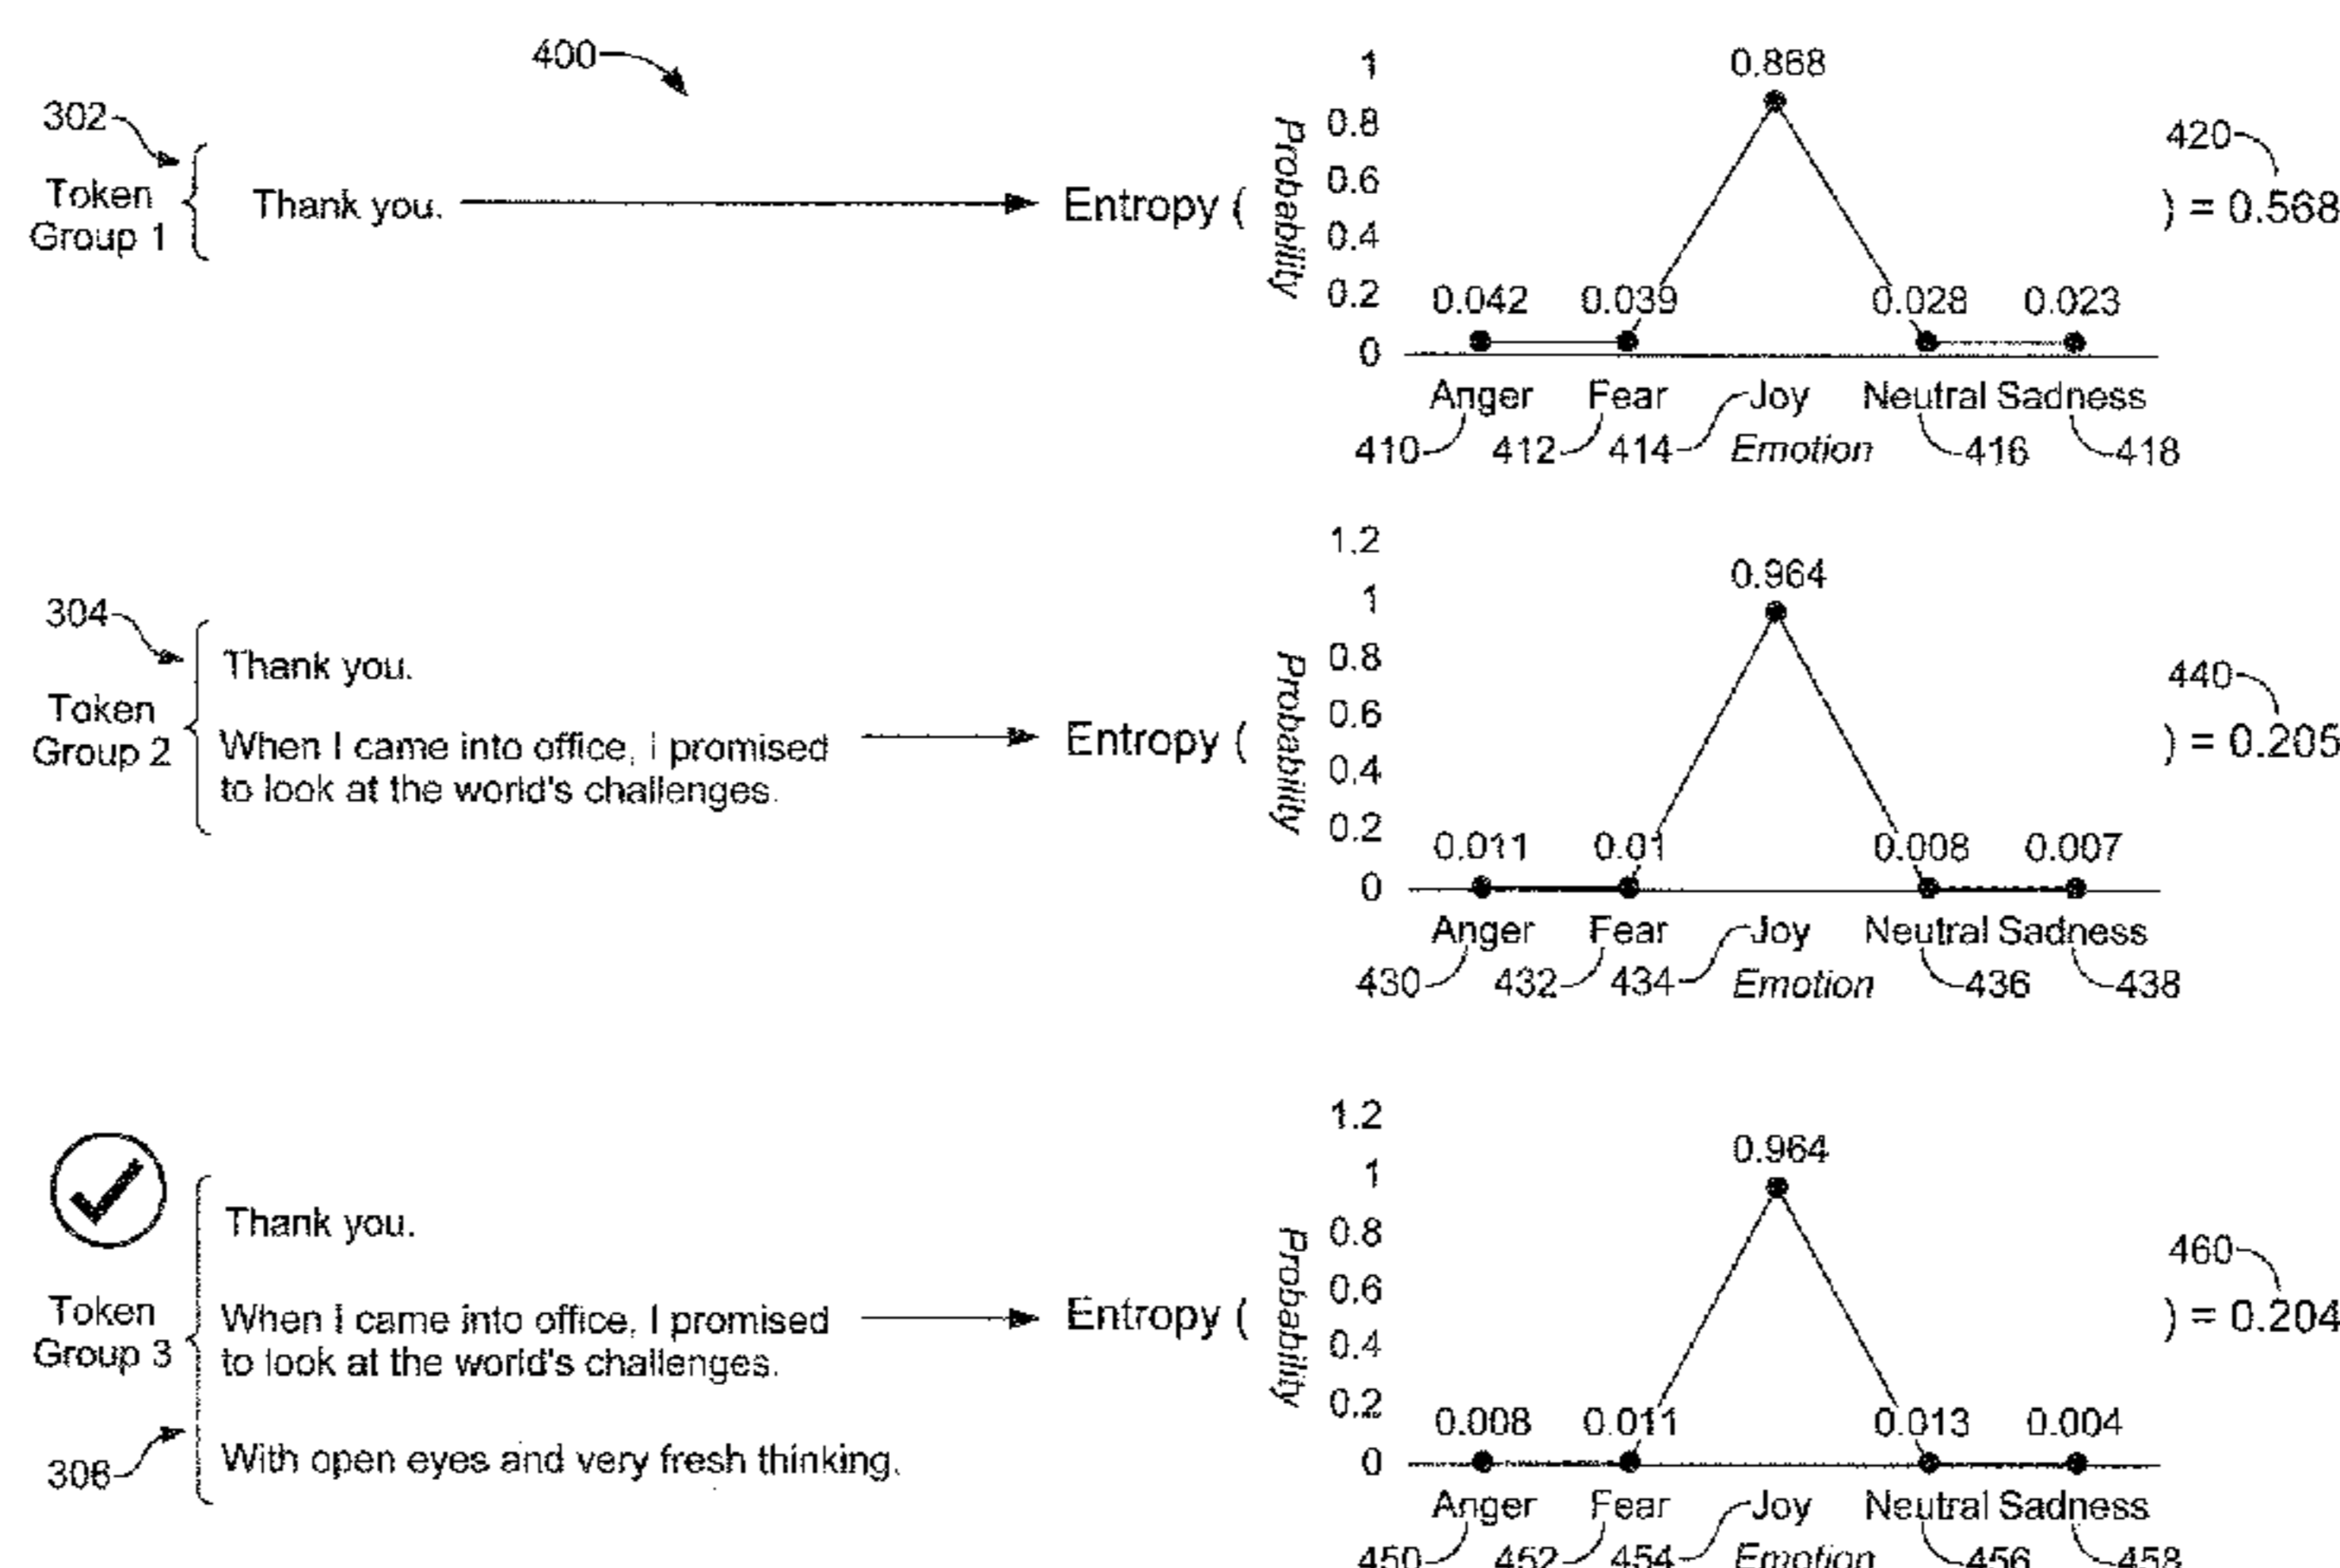 400
302
Token
Group 1
Thank you.
Entropy (
Probability
1
0.8
0.6
0.4
0.2
0
0.868
0.042 0.039 0.028 0.023
Anger Fear Joy Neutral Sadness
410 412 414 Emotion 416 418
420
) = 0.568
304
Token
Group 2
Thank you.
When I came into office, I promised
to look at the world's challenges.
Entropy (
Probability
1.2
1
0.8
0.6
0.4
0.2
0
0.964
0.011 0.01 0.008 0.007
Anger Fear Joy Neutral Sadness
430 432 434 Emotion 436 438
440
) = 0.205
Token
Group 3
306
Thank you.
When I came into office, I promised
to look at the world's challenges.
With open eyes and very fresh thinking.
Entropy (
Probability
1.2
1
0.8
0.6
0.4
0.2
0
0.964
0.008 0.011 0.013 0.004
Anger Fear Joy Neutral Sadness
450 452 454 Emotion 456 458
460
) = 0.204